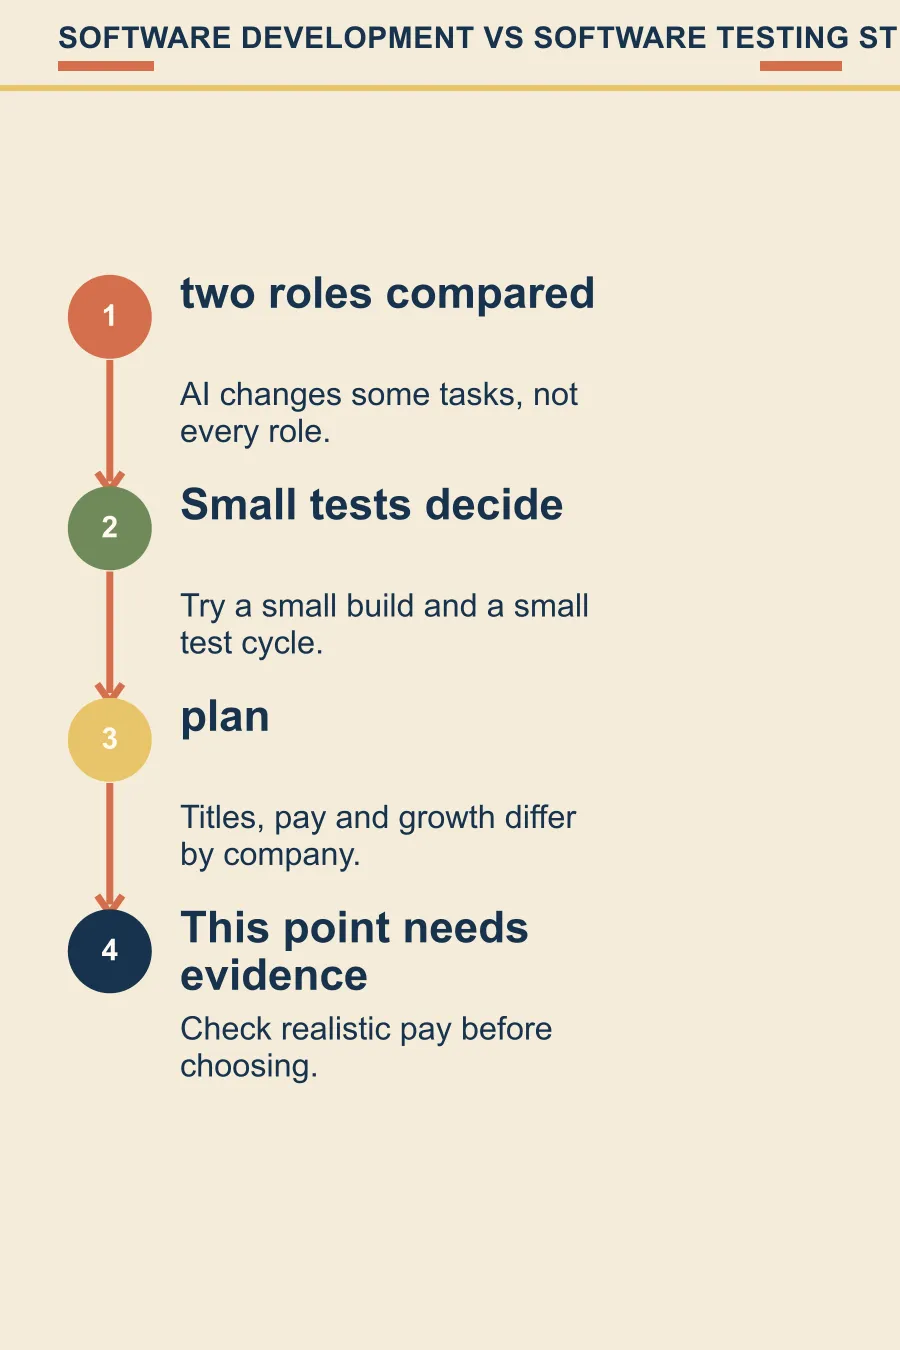 SOFTWARE DEVELOPMENT VS SOFTWARE TESTING ST
1
two roles compared
AI changes some tasks, not
every role.
2
Small tests decide
Try a small build and a small
test cycle.
3
plan
Titles, pay and growth differ
by company.
4
This point needs
evidence
Check realistic pay before
choosing.